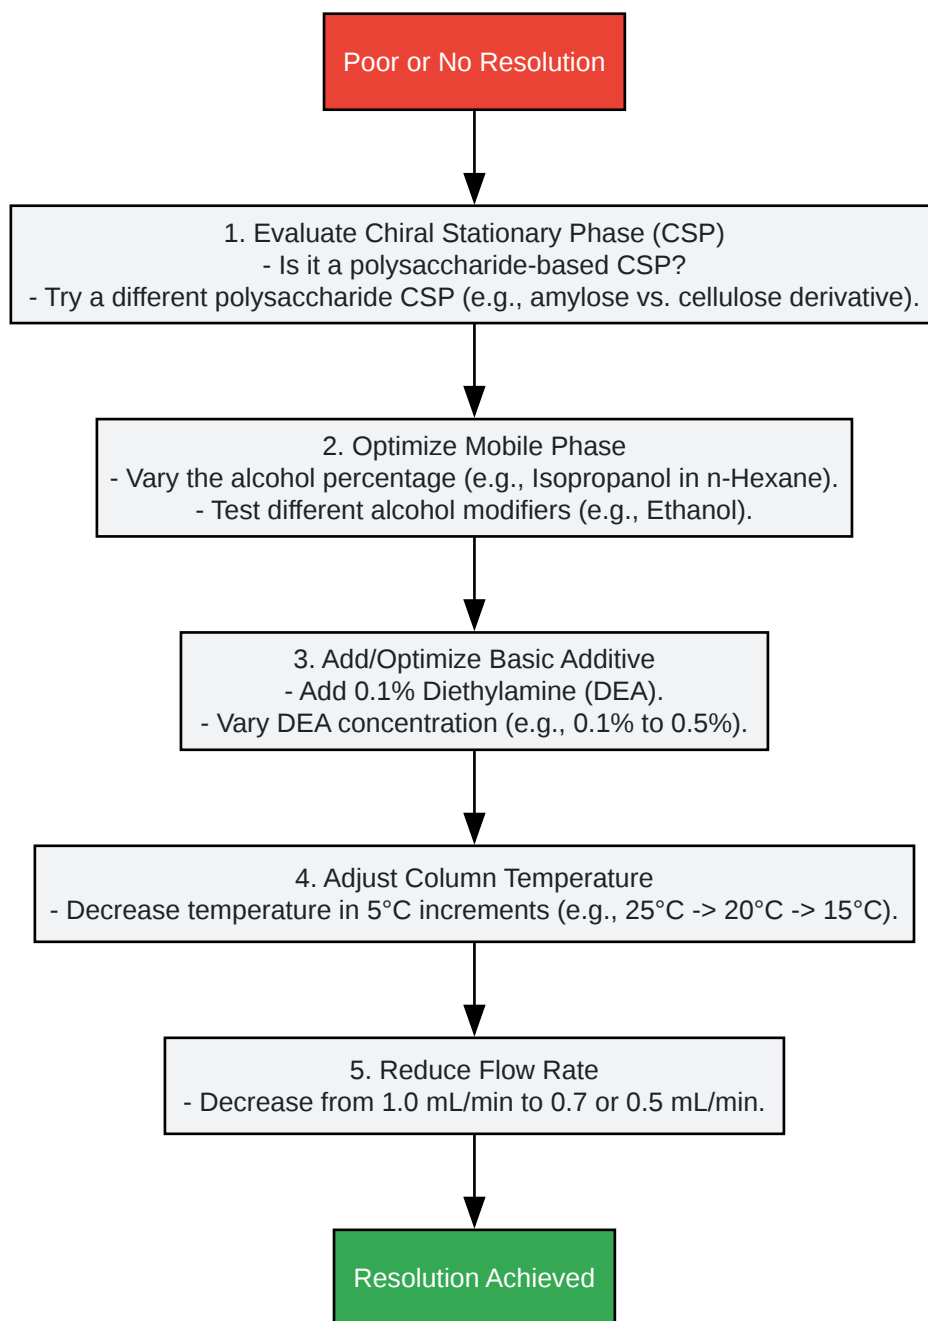 Poor or No Resolution
1. Evaluate Chiral Stationary Phase (CSP)
- Is it a polysaccharide-based CSP?
- Try a different polysaccharide CSP (e.g., amylose vs. cellulose derivative).
2. Optimize Mobile Phase
- Vary the alcohol percentage (e.g., Isopropanol in n-Hexane).
- Test different alcohol modifiers (e.g., Ethanol).
3. Add/Optimize Basic Additive
- Add 0.1% Diethylamine (DEA).
- Vary DEA concentration (e.g., 0.1% to 0.5%).
4. Adjust Column Temperature
- Decrease temperature in 5°C increments (e.g., 25°C -> 20°C -> 15°C).
5. Reduce Flow Rate
- Decrease from 1.0 mL/min to 0.7 or 0.5 mL/min.
Resolution Achieved